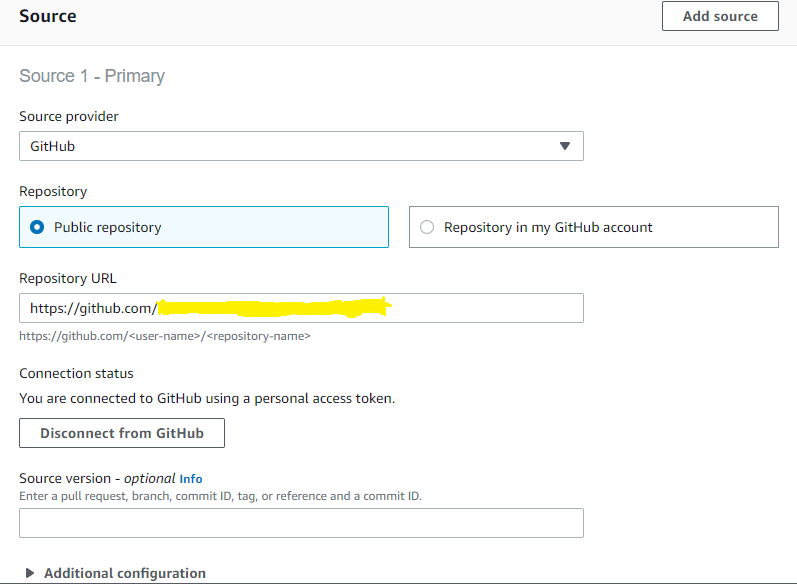 Source
Add source
Source 1 - Primary
Source provider
GitHub
Repository
Public repository
Repository in my GitHub account
Repository URL
https://github.com/
https://github.com/<user-name>/<repository-name>
Connection status
You are connected to GitHub using a personal access token.
Disconnect from GitHub
Source version - optional Info
Enter a pull request, branch, commit ID, tag, or reference and a commit ID.
Additional configuration